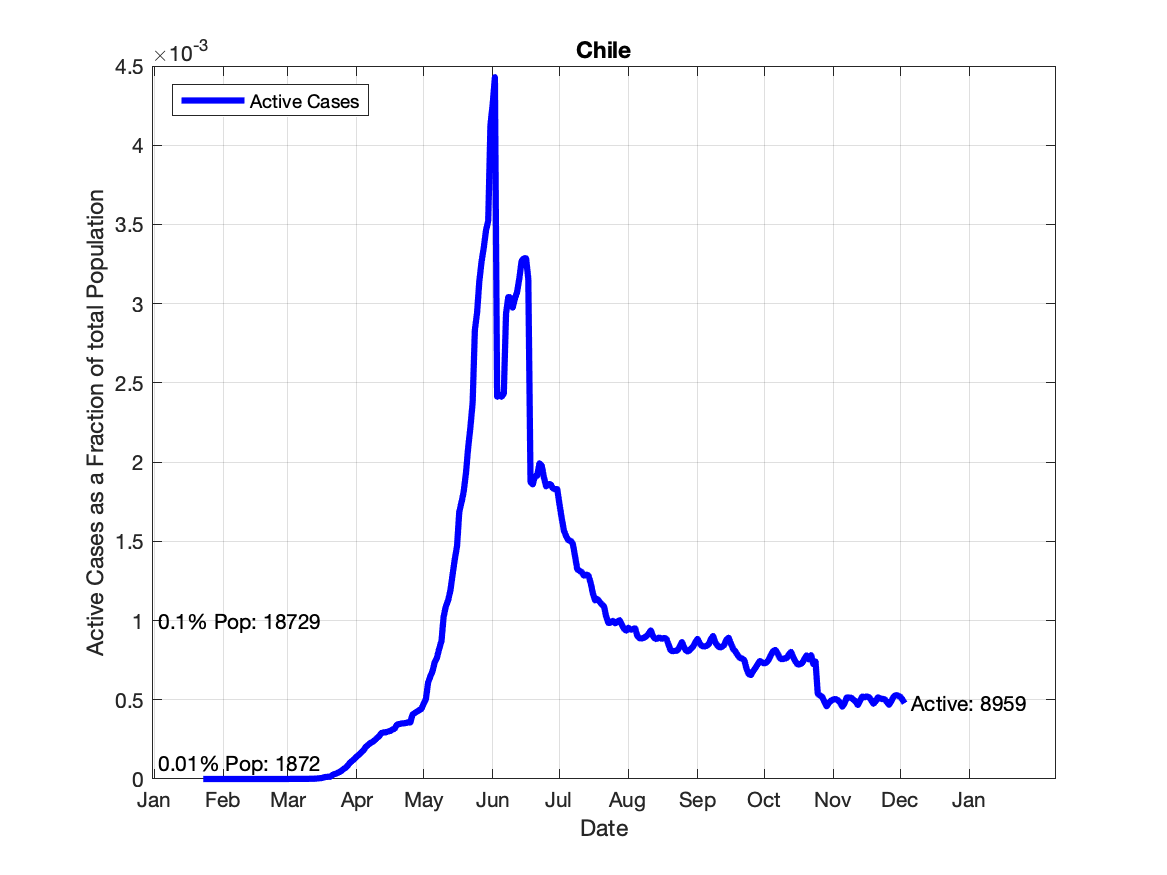 ×10-3
Chile
4.5
Active Cases
4
3.5
3
2.5
2
1.5
1
0.5
0
Active Cases as a Fraction of total Population
0.1% Pop: 18729
0.01% Pop: 1872
Active: 8959
Jan Feb Mar Apr May Jun Jul Aug Sep Oct Nov Dec Jan
Date